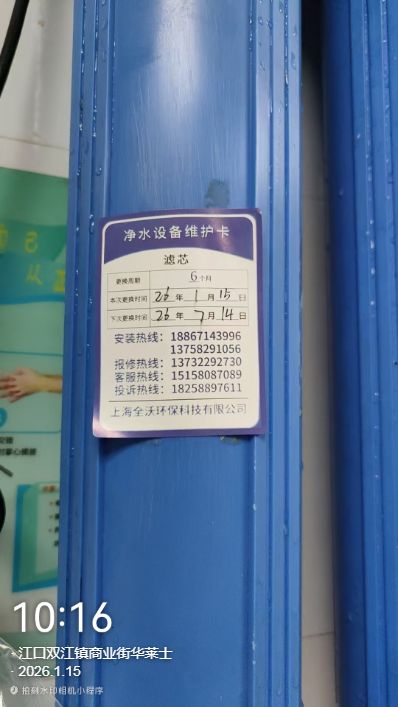 净水设备维护卡
滤芯
更换周期 6个月
本次更换时间 26年1月15日
下次更换时间 26年7月14日
安装热线：18867143996
13758291056
报修热线：13732292730
客服热线：15158087089
投诉热线：18258897611
上海全沃环保科技有限公司
10:16
江口双江镇商业街华莱士
2026.1.15
拍刻水印相机小程序